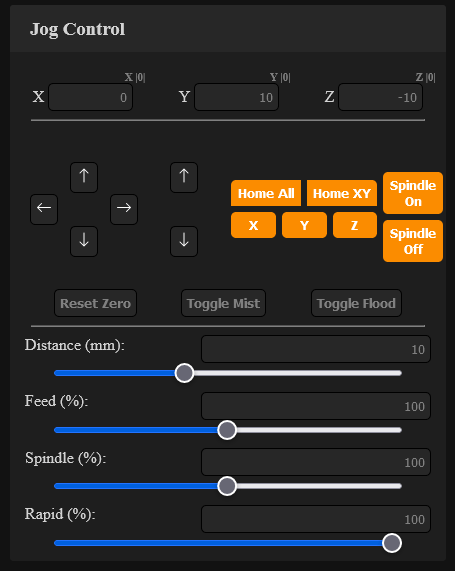 Jog Control
X |0| Y |0| Z |0|
X 0 Y 10 Z -10
↑ ↑
Home All Home XY Spindle On
← →
X Y Z Spindle Off
↓ ↓
Reset Zero Toggle Mist Toggle Flood
Distance (mm): 10
Feed (%): 100
Spindle (%): 100
Rapid (%): 100